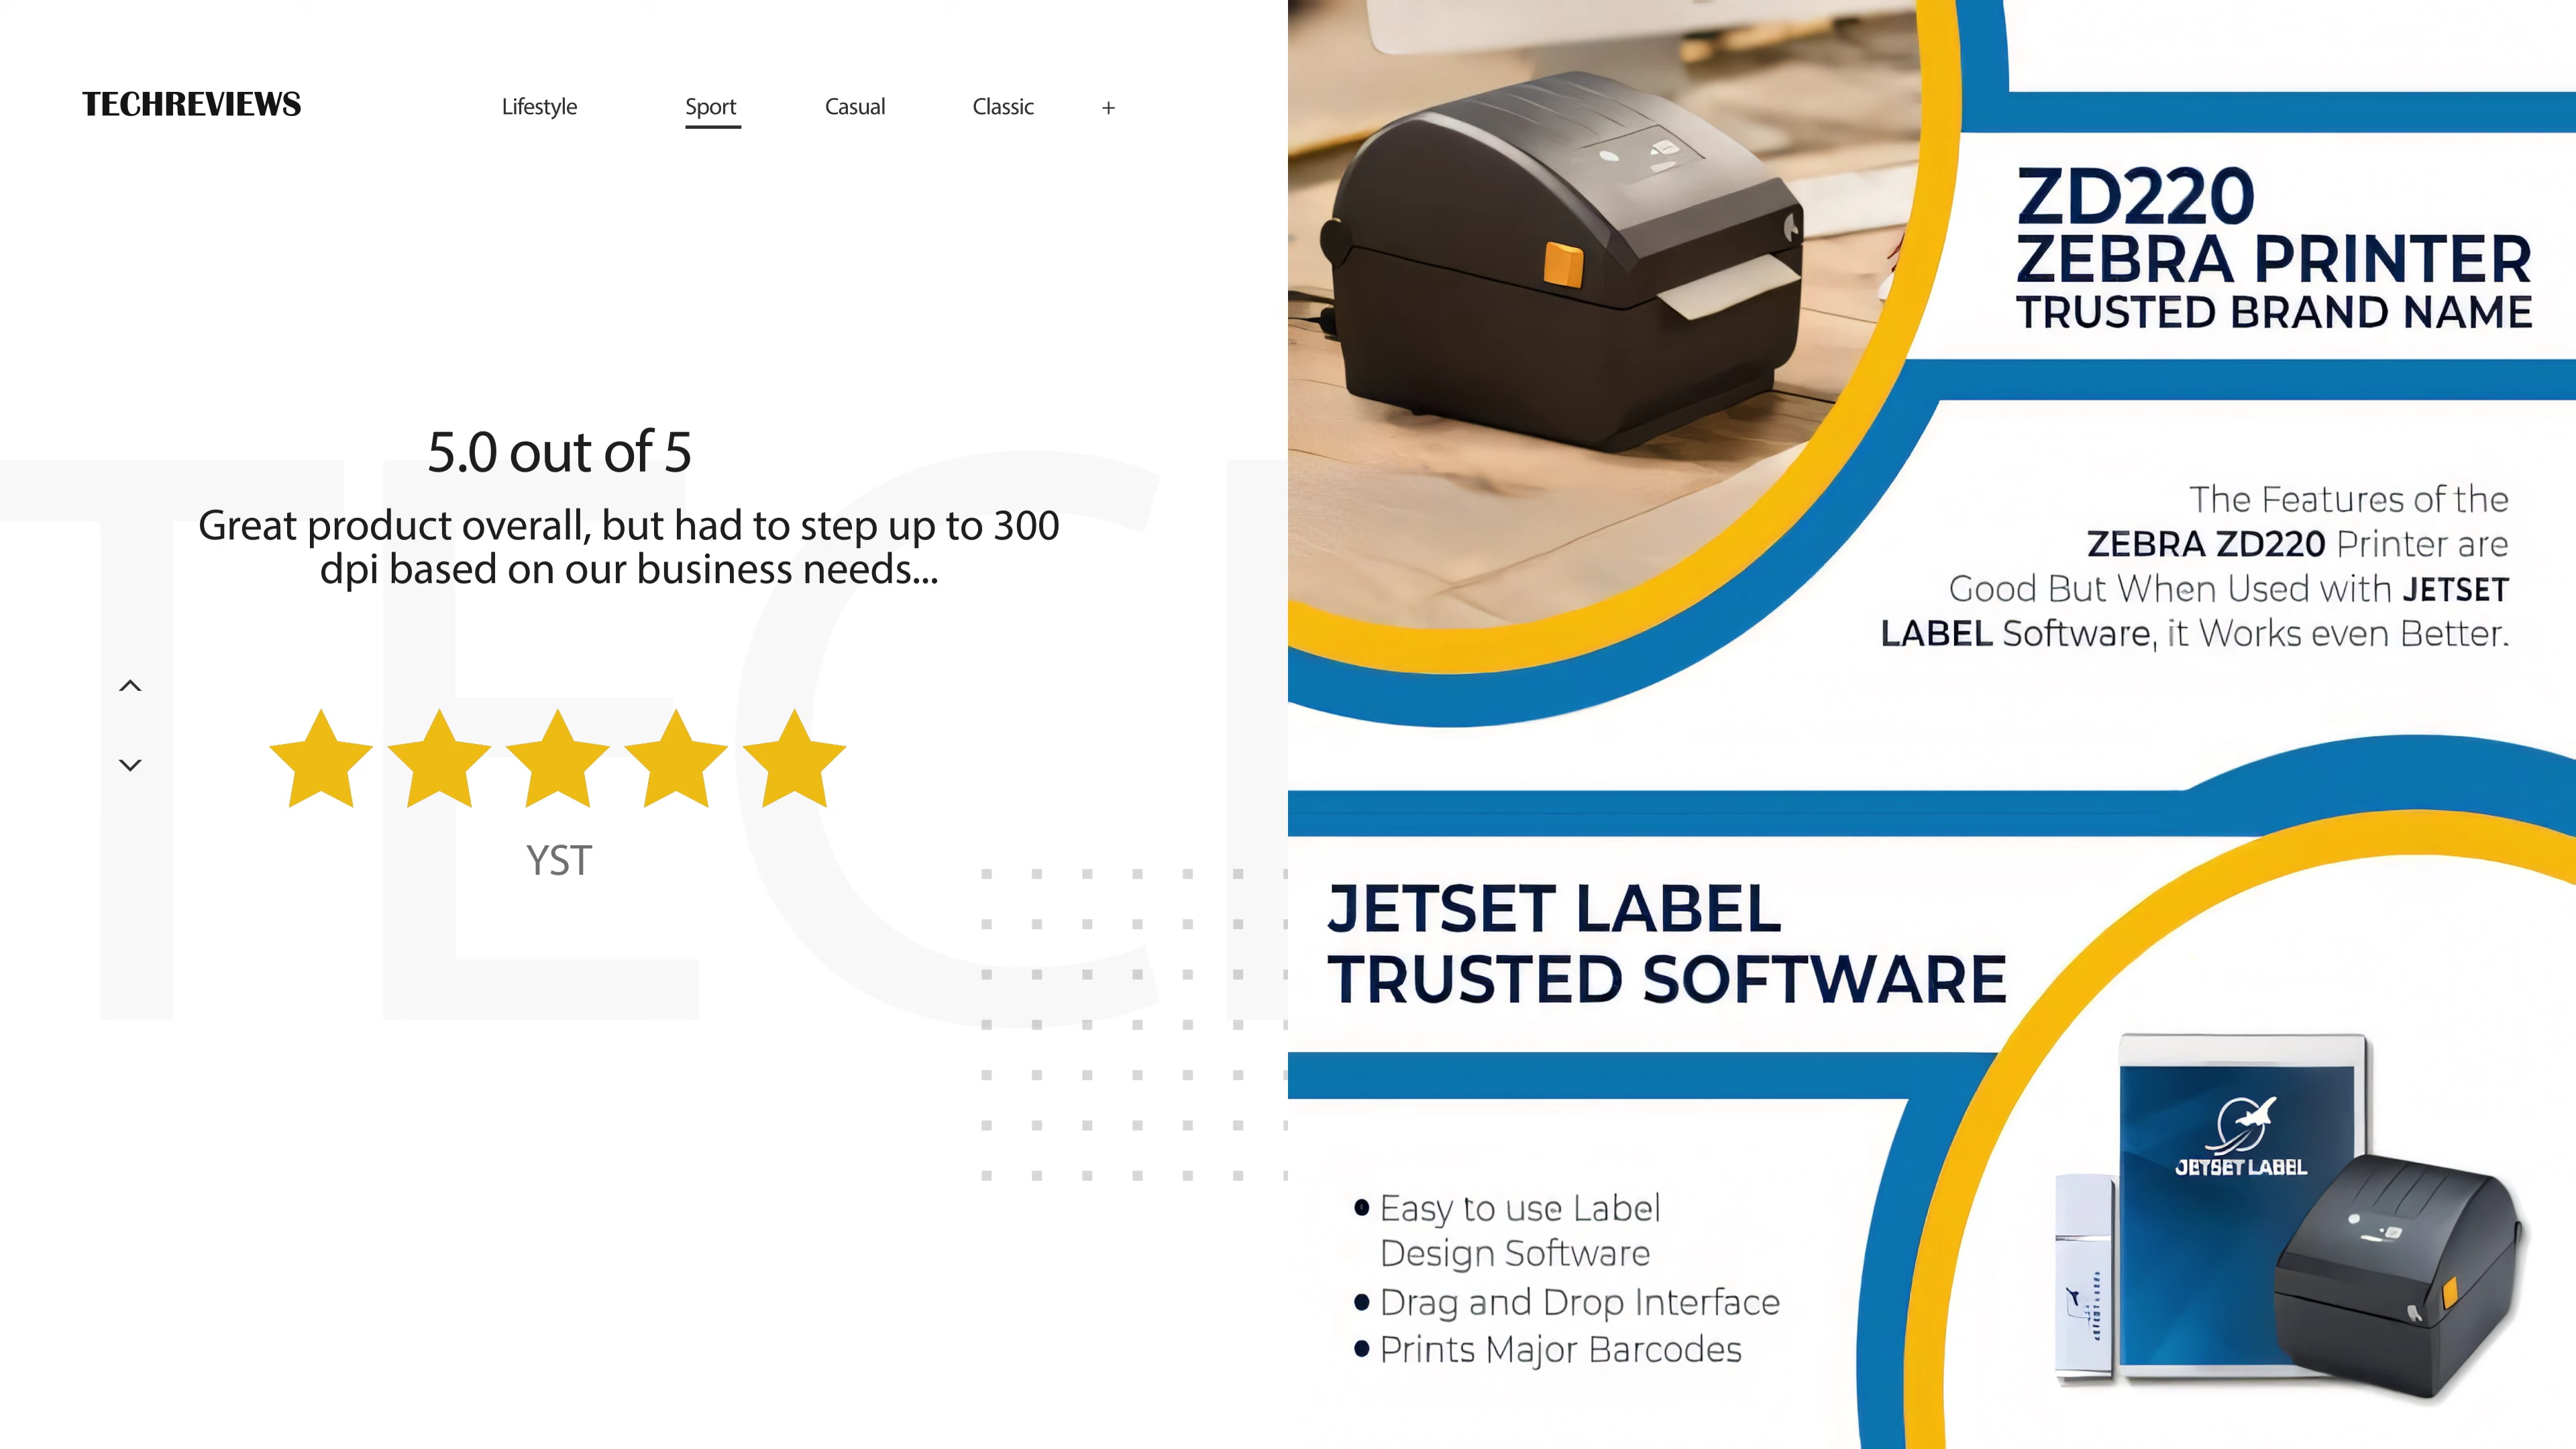 TECHREVIEWS
Lifestyle
Sport
Casual
Classic
+
5.0 out of 5
Great product overall, but had to step up to 300
dpi based on our business needs...
YST
TEC
ZD220
ZEBRA PRINTER
TRUSTED BRAND NAME
The Features of the
ZEBRA ZD220 Printer are
Good But When Used with JETSET
LABEL Software, it Works even Better.
JETSET LABEL
TRUSTED SOFTWARE
• Easy to use Label
Design Software
• Drag and Drop Interface
• Prints Major Barcodes
JETSET LABEL